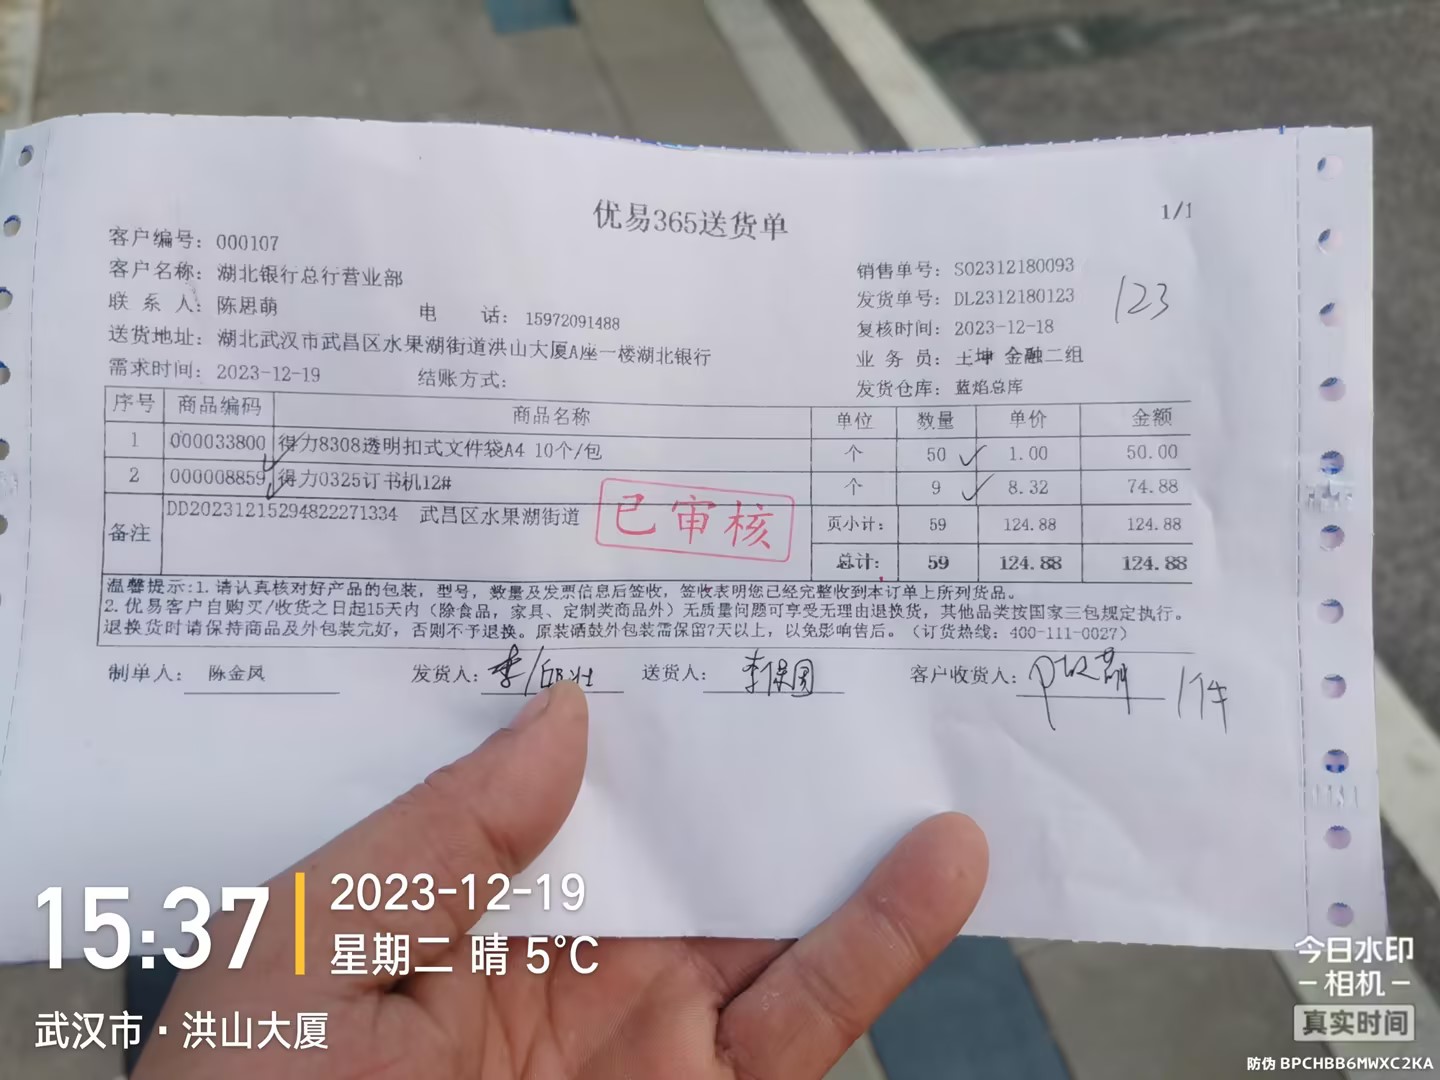 优易365送货单
1/1
客户编号: 000107
客户名称: 湖北银行总行营业部
联 系 人: 陈思萌 电 话: 15972091488
送货地址: 湖北武汉市武昌区水果湖街道洪山大厦A座一楼湖北银行
需求时间: 2023-12-19 结账方式:
销售单号: SO2312180093
发货单号: DL2312180123
123
复核时间: 2023-12-18
业 务 员: 王坤 金融二组
发货仓库: 蓝焰总库
序号 商品编码 商品名称 单位 数量 单价 金额
1 000033800 得力8308透明扣式文件袋A4 10个/包 个 50 1.00 50.00
2 000008859 得力0325订书机12# 个 9 8.32 74.88
备注 DD20231215294822271334 武昌区水果湖街道 页小计: 59 124.88 124.88
总计: 59 124.88 124.88
已审核
温馨提示:1. 请认真核对好产品的包装, 型号, 数量及发票信息后签收, 签收表明您已经完整收到本订单上所列货品。
2. 优易客户自购买/收货之日起15天内 (除食品, 家具、定制类商品外) 无质量问题可享受无理由退换货, 其他品类按国家三包规定执行。
退换货时请保持商品及外包装完好, 否则不予退换。原装硒鼓外包装需保留7天以上, 以免影响售后。 (订货热线: 400-111-0027)
制单人: 陈金凤 发货人: 李/ 送货人: 李保国 客户收货人: 1件
15:37
2023-12-19
星期二 晴 5°C
武汉市·洪山大厦
今日水印
相机
真实时间
防伪 BPCHBB6MWXC2KA